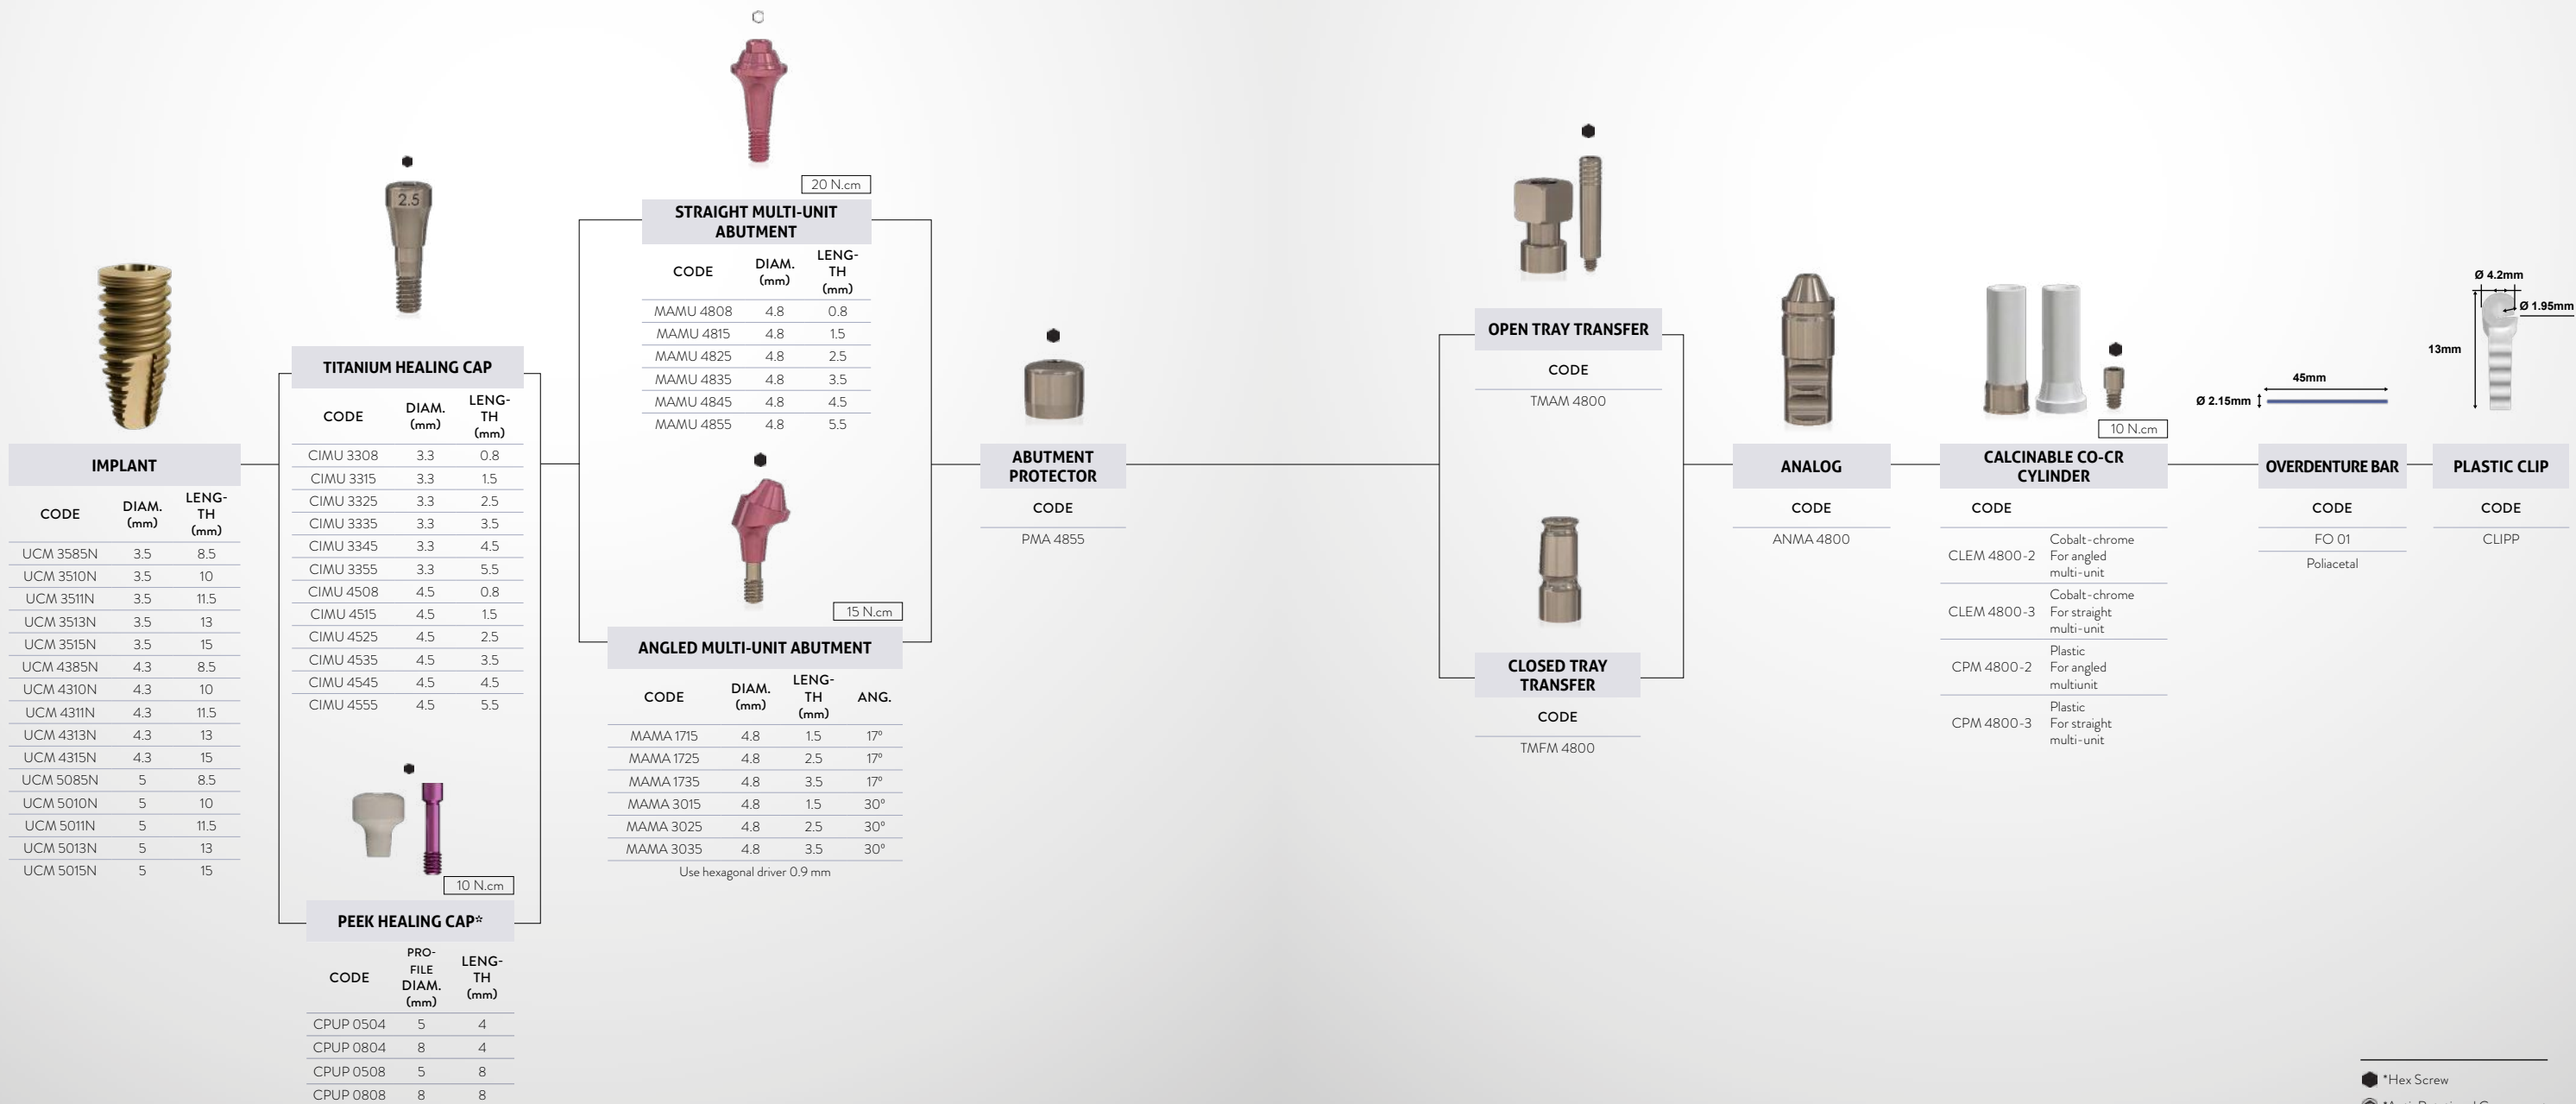 IMPLANT
CODE DIAM. (mm) LENG-TH (mm)
UCM 3585N 3.5 8.5
UCM 3510N 3.5 10
UCM 3511N 3.5 11.5
UCM 3513N 3.5 13
UCM 3515N 3.5 15
UCM 4385N 4.3 8.5
UCM 4310N 4.3 10
UCM 4311N 4.3 11.5
UCM 4313N 4.3 13
UCM 4315N 4.3 15
UCM 5085N 5 8.5
UCM 5010N 5 10
UCM 5011N 5 11.5
UCM 5013N 5 13
UCM 5015N 5 15
2.5
TITANIUM HEALING CAP
CODE DIAM. (mm) LENG-TH (mm)
CIMU 3308 3.3 0.8
CIMU 3315 3.3 1.5
CIMU 3325 3.3 2.5
CIMU 3335 3.3 3.5
CIMU 3345 3.3 4.5
CIMU 3355 3.3 5.5
CIMU 4508 4.5 0.8
CIMU 4515 4.5 1.5
CIMU 4525 4.5 2.5
CIMU 4535 4.5 3.5
CIMU 4545 4.5 4.5
CIMU 4555 4.5 5.5
10 N.cm
PEEK HEALING CAP*
CODE PRO-FILE DIAM. (mm) LENG-TH (mm)
CPUP 0504 5 4
CPUP 0804 8 4
CPUP 0508 5 8
CPUP 0808 8 8
20 N.cm
STRAIGHT MULTI-UNIT
ABUTMENT
CODE DIAM. (mm) LENG-TH (mm)
MAMU 4808 4.8 0.8
MAMU 4815 4.8 1.5
MAMU 4825 4.8 2.5
MAMU 4835 4.8 3.5
MAMU 4845 4.8 4.5
MAMU 4855 4.8 5.5
15 N.cm
ANGLED MULTI-UNIT ABUTMENT
CODE DIAM. (mm) LENG-TH (mm) ANG.
MAMA 1715 4.8 1.5 17º
MAMA 1725 4.8 2.5 17º
MAMA 1735 4.8 3.5 17º
MAMA 3015 4.8 1.5 30º
MAMA 3025 4.8 2.5 30º
MAMA 3035 4.8 3.5 30º
Use hexagonal driver 0.9 mm
ABUTMENT
PROTECTOR
CODE
PMA 4855
OPEN TRAY TRANSFER
CODE
TMAM 4800
CLOSED TRAY
TRANSFER
CODE
TMFM 4800
ANALOG
CODE
ANMA 4800
10 N.cm
CALCINABLE CO-CR
CYLINDER
CODE
CLEM 4800-2 Cobalt-chrome
For angled
multi-unit
CLEM 4800-3 Cobalt-chrome
For straight
multi-unit
CPM 4800-2 Plastic
For angled
multiunit
CPM 4800-3 Plastic
For straight
multi-unit
45mm
Ø 2.15mm
OVERDENTURE BAR
CODE
FO 01
Poliacetal
Ø 4.2mm
Ø 1.95mm
13mm
PLASTIC CLIP
CODE
CLIPP
*Hex Screw